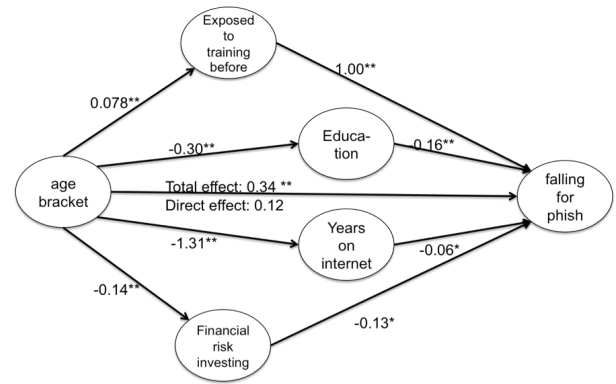 Exposed
to
training
before
1.00**
0.078**
Educa-
tion
-0.30**
-0.16**
age
bracket
Total effect: 0.34 **
Direct effect: 0.12
falling
for
phish
Years
on
internet
-1.31**
-0.06*
-0.14**
Financial
risk
investing
-0.13*